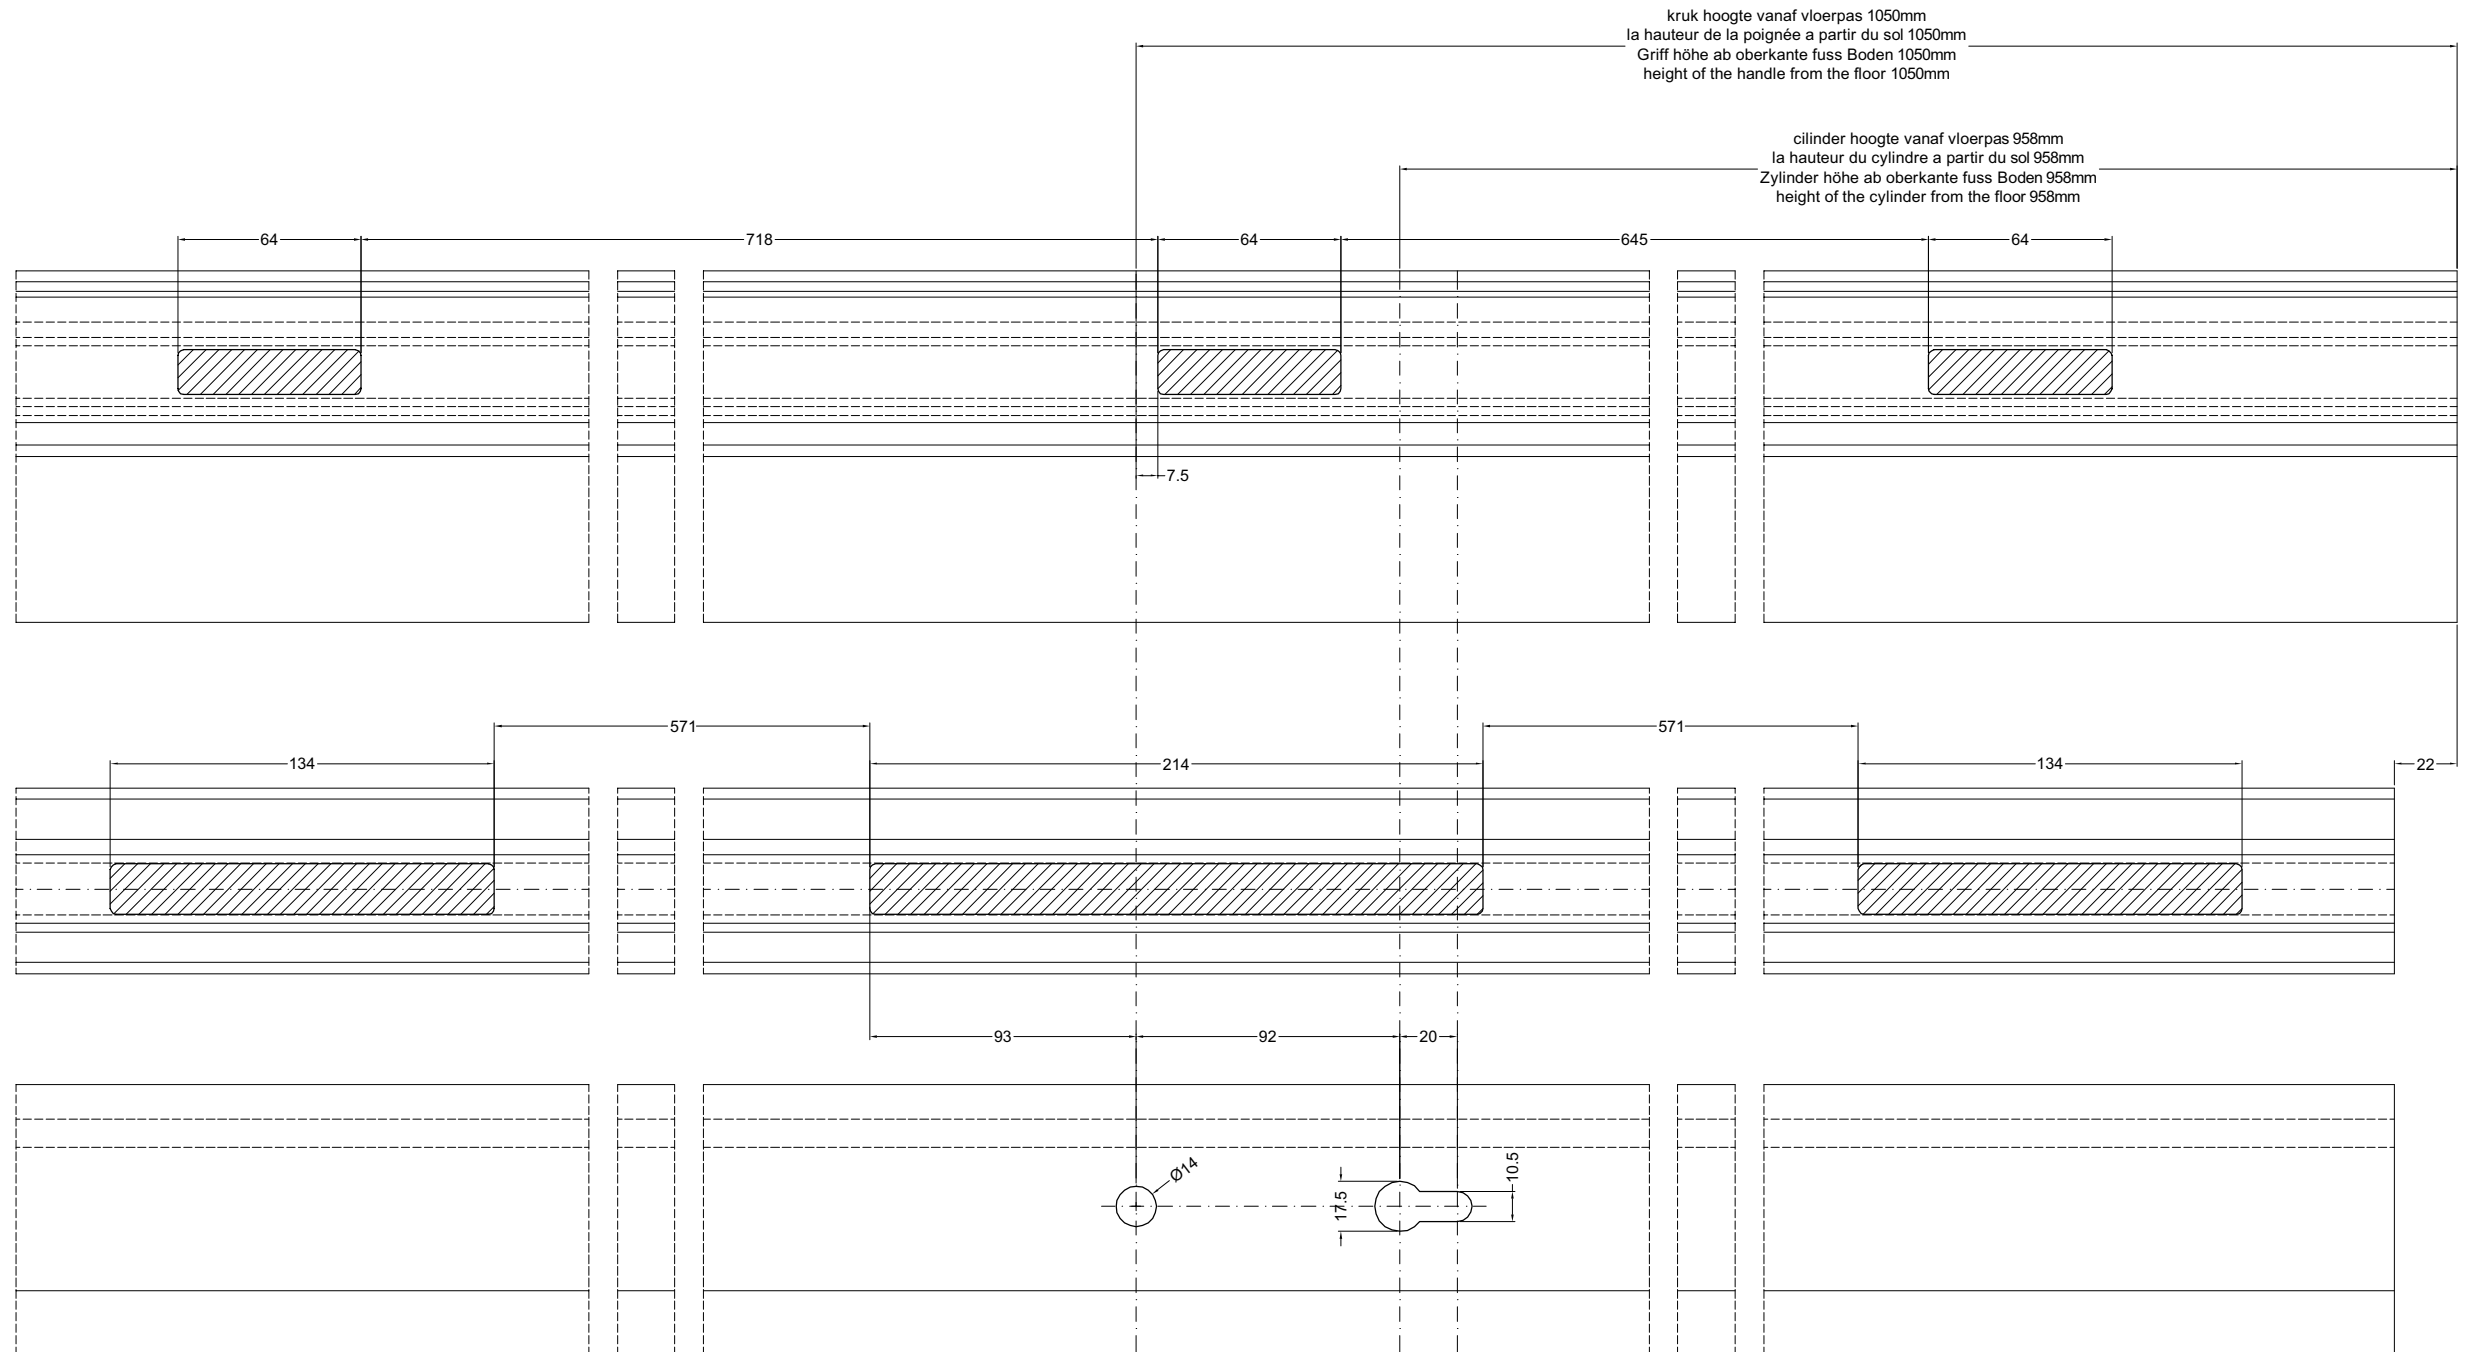 kruk hoogte vanaf vloerpas 1050mm
la hauteur de la poignée a partir du sol 1050mm
Griff höhe ab oberkante fuss Boden 1050mm
height of the handle from the floor 1050mm
cilinder hoogte vanaf vloerpas 958mm
la hauteur du cylindre a partir du sol 958mm
Zylinder höhe ab oberkante fuss Boden 958mm
height of the cylinder from the floor 958mm
64 718 64 645 64
7.5
571 571
134 214 134 22
93 92 20
Ø14
17.5
10.5